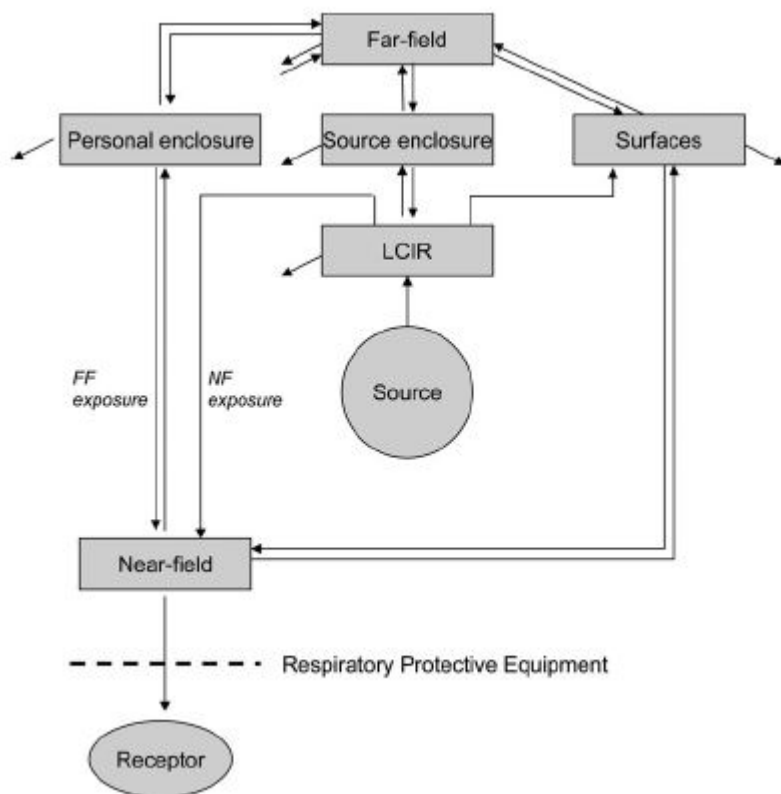 Far-field
Personal enclosure
Source enclosure
Surfaces
LCIR
FF
exposure
NF
exposure
Source
Near-field
Respiratory Protective Equipment
Receptor